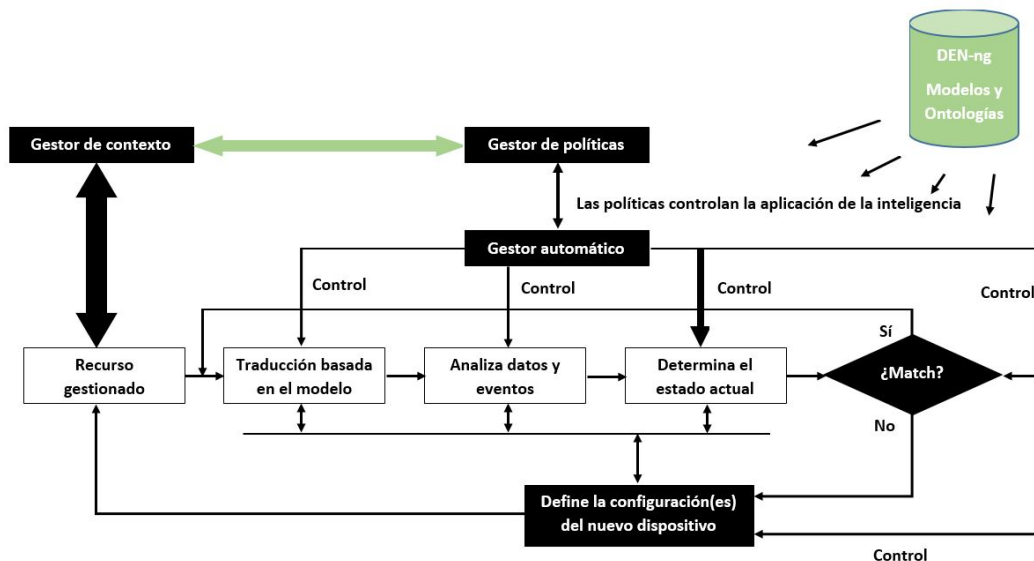 DEN-ng
Modelos y
Ontologías
Gestor de contexto
Gestor de políticas
Las políticas controlan la aplicación de la inteligencia
Gestor automático
Control
Control
Control
Control
Sí
Recurso
gestionado
Traducción basada
en el modelo
Analiza datos y
eventos
Determina el
estado actual
¿Match?
No
Define la configuración(es)
del nuevo dispositivo
Control